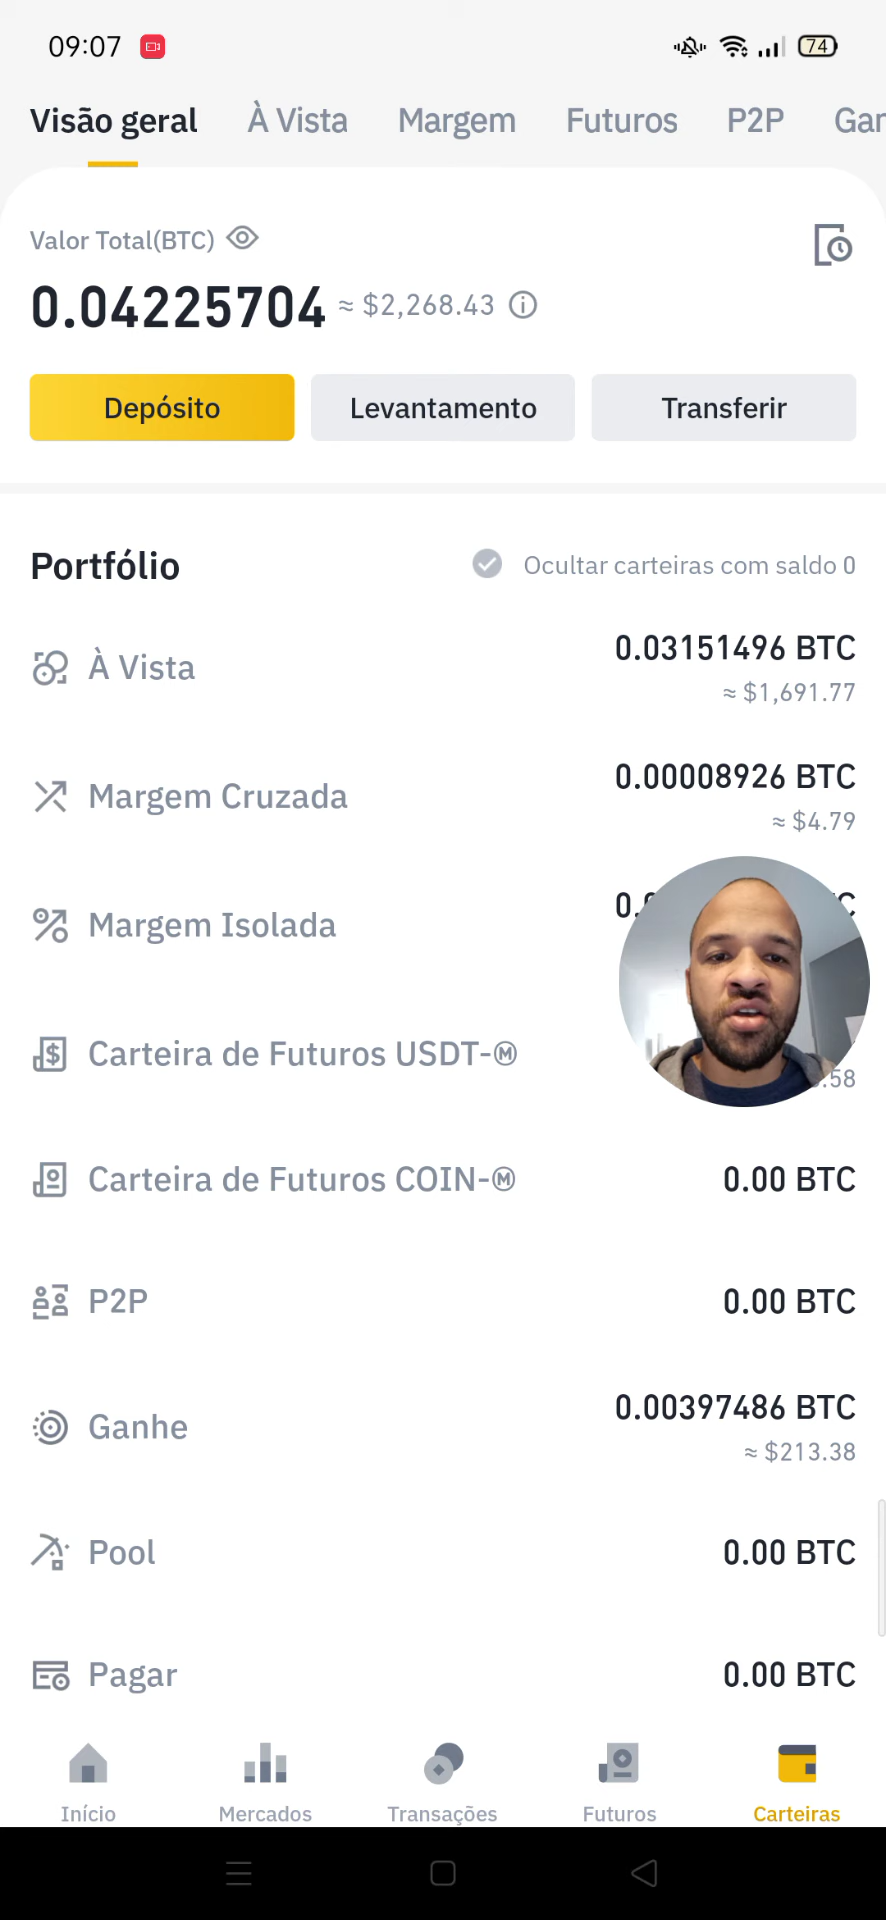 09:07
74
Visão geral À Vista Margem Futuros P2P
Valor Total(BTC)
0.04225704 ≈ $2,268.43
Depósito Levantamento Transferir
Portfólio Ocultar carteiras com saldo 0
À Vista 0.03151496 BTC
≈ $1,691.77
Margem Cruzada 0.00008926 BTC
≈ $4.79
Margem Isolada
Carteira de Futuros USDT-Ⓜ
.58
Carteira de Futuros COIN-Ⓜ 0.00 BTC
P2P 0.00 BTC
Ganhe 0.00397486 BTC
≈ $213.38
Pool 0.00 BTC
Pagar 0.00 BTC
Início Mercados Transações Futuros Carteiras